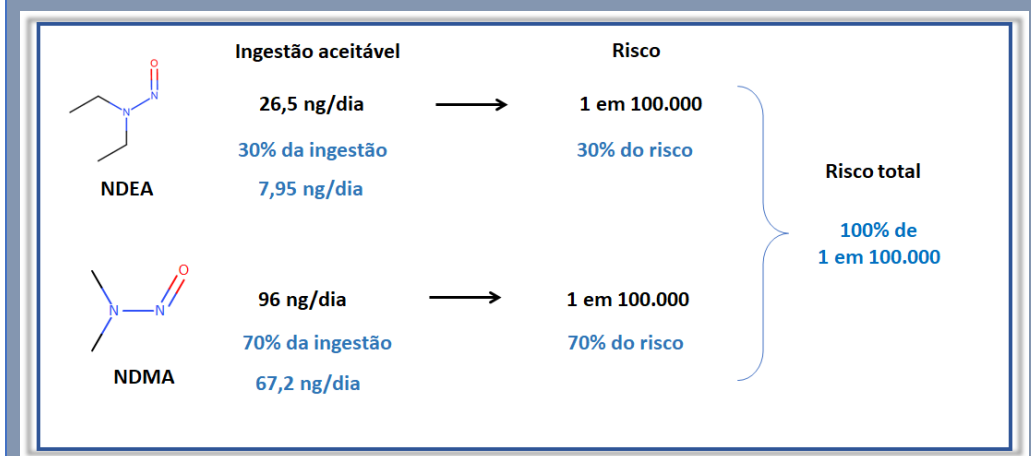 Ingestão aceitável
Risco
O
N
N
NDEA
26,5 ng/dia
1 em 100.000
30% da ingestão
30% do risco
7,95 ng/dia
Risco total
100% de
1 em 100.000
O
N
N
NDMA
96 ng/dia
1 em 100.000
70% da ingestão
70% do risco
67,2 ng/dia